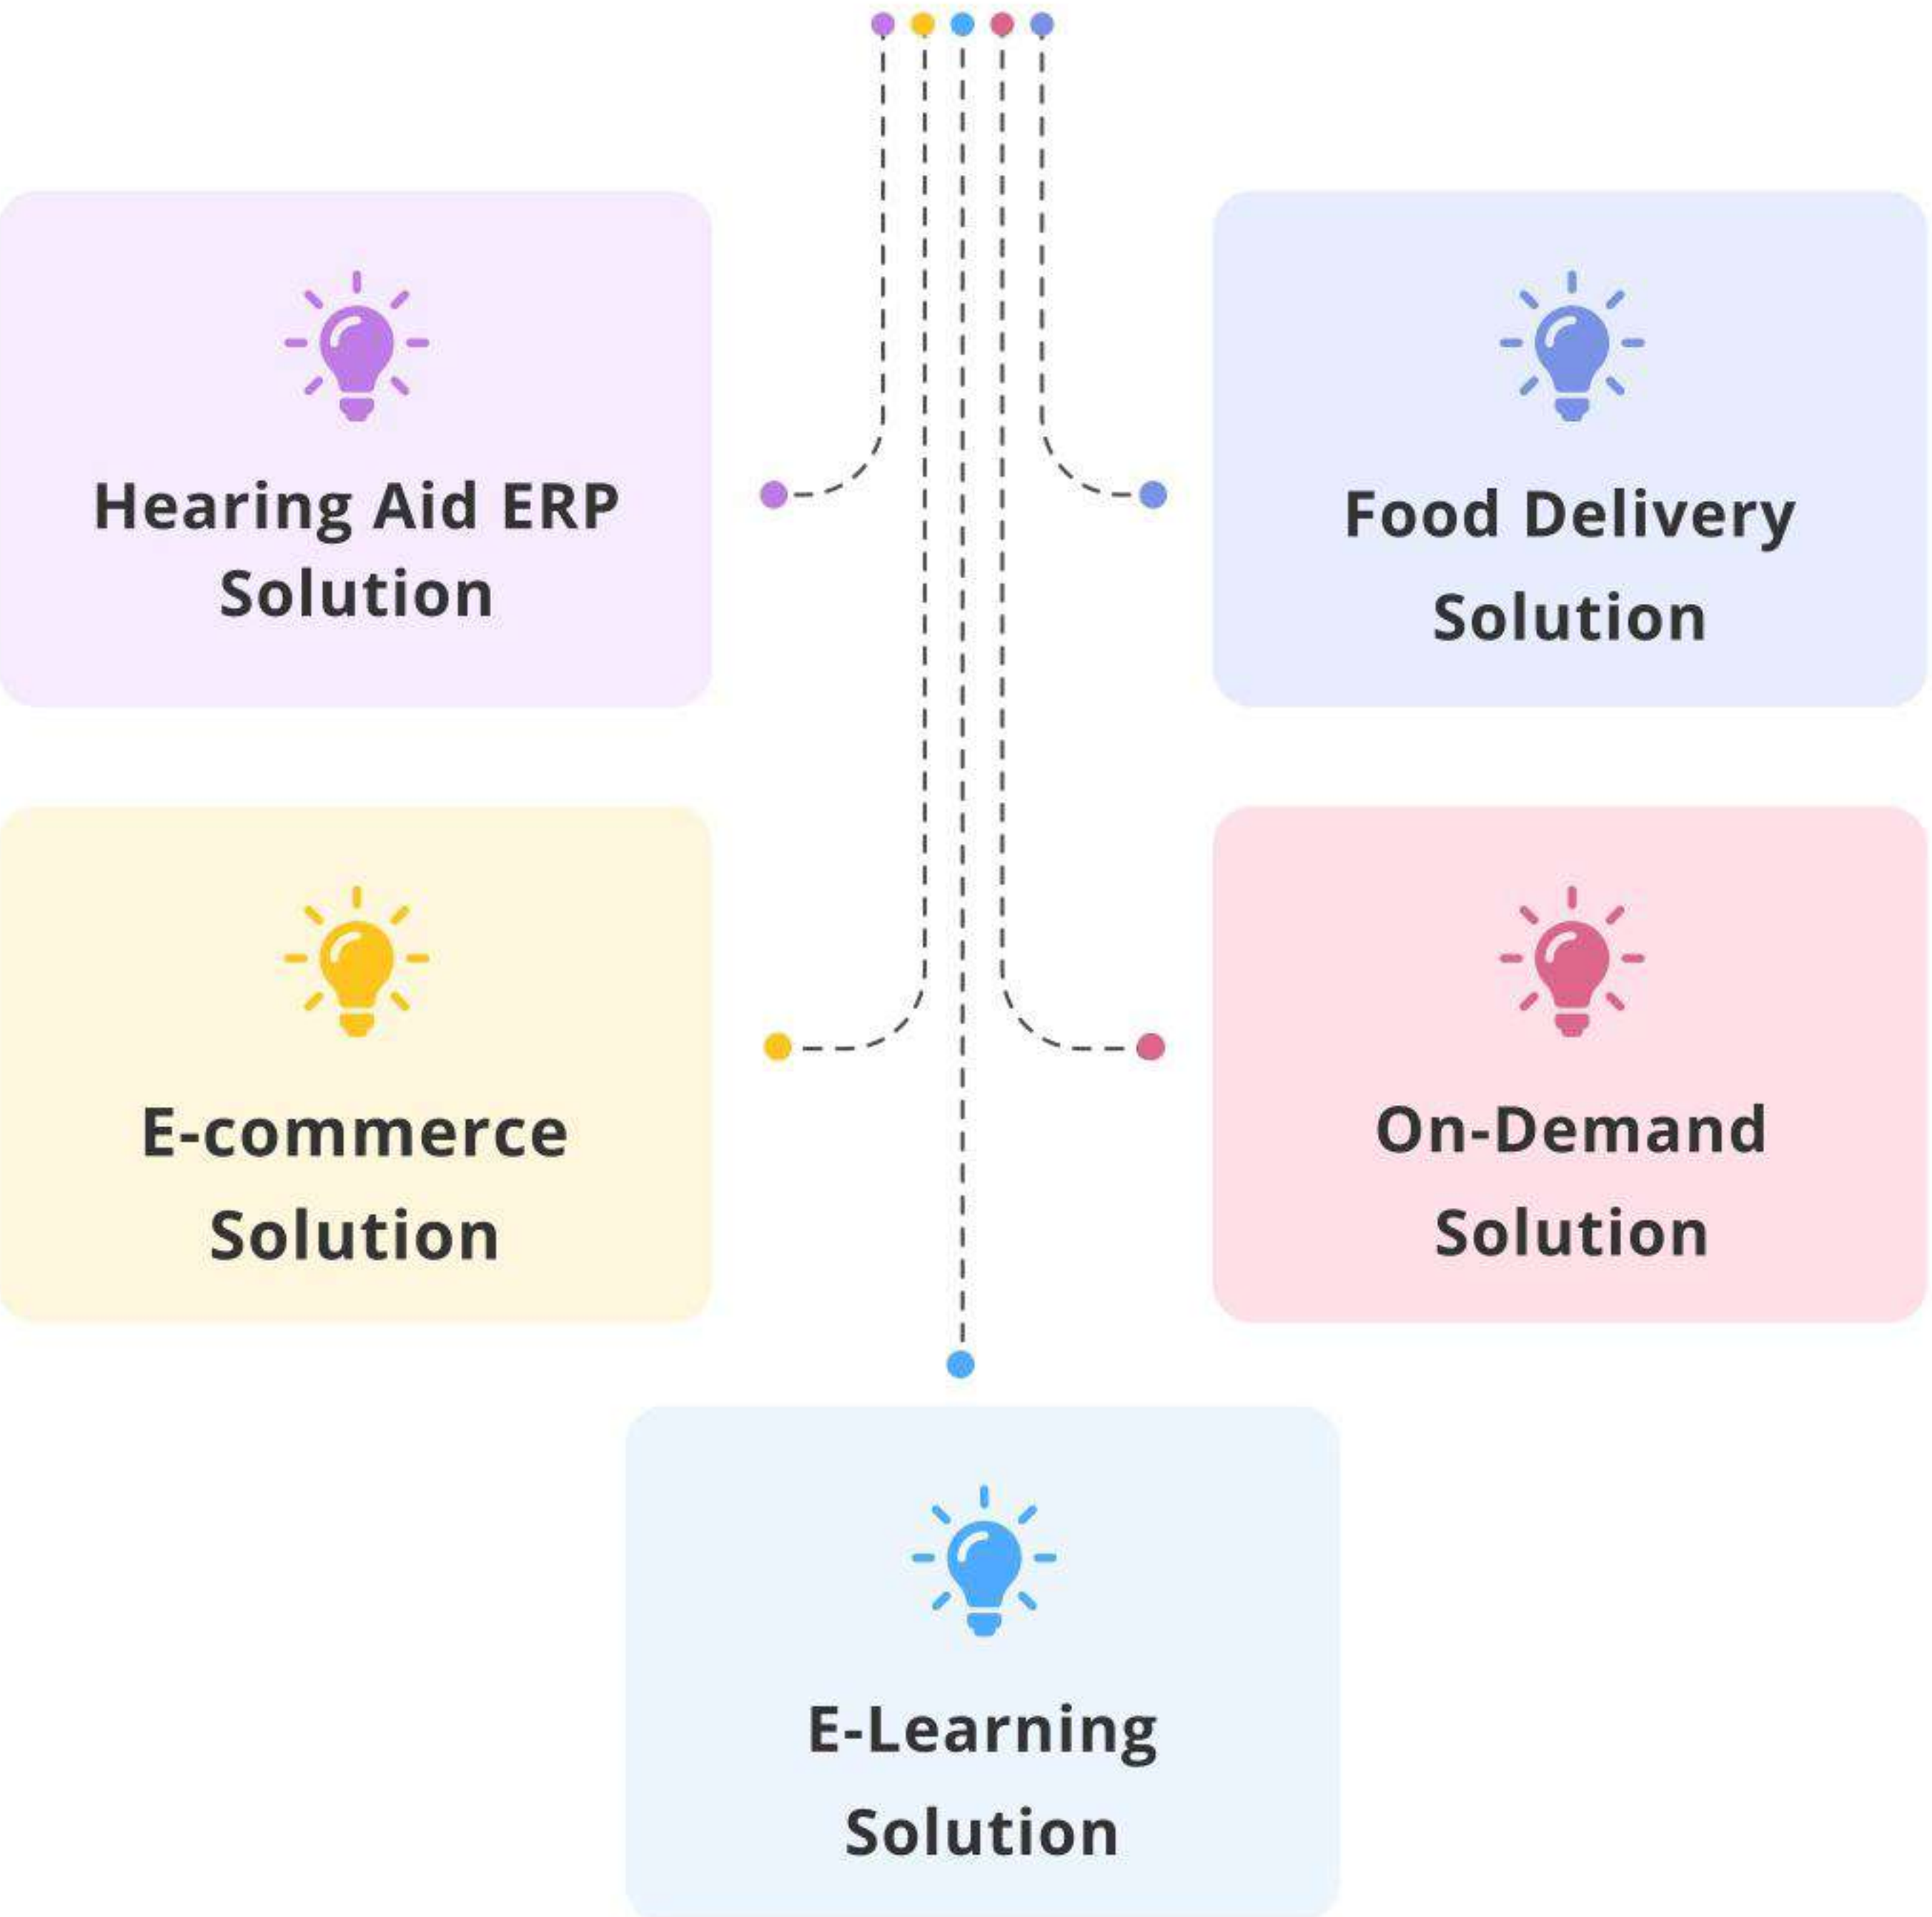 Hearing Aid ERP
Solution
Food Delivery
Solution
E-commerce
Solution
On-Demand
Solution
E-Learning
Solution